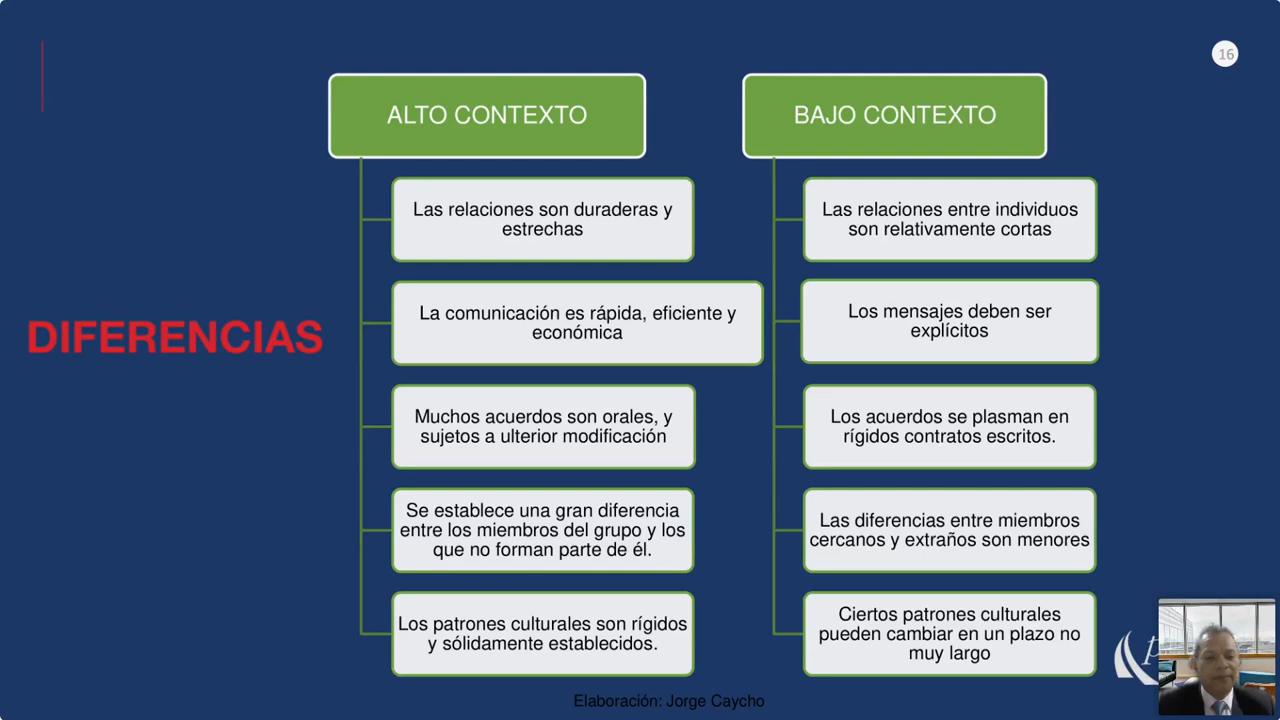 16
ALTO CONTEXTO
Las relaciones son duraderas y
estrechas
La comunicación es rápida, eficiente y
económica
Muchos acuerdos son orales, y
sujetos a ulterior modificación
Se establece una gran diferencia
entre los miembros del grupo y los
que no forman parte de él.
Los patrones culturales son rígidos
y sólidamente establecidos.
BAJO CONTEXTO
Las relaciones entre individuos
son relativamente cortas
Los mensajes deben ser
explícitos
Los acuerdos se plasman en
rígidos contratos escritos.
Las diferencias entre miembros
cercanos y extraños son menores
Ciertos patrones culturales
pueden cambiar en un plazo no
muy largo
DIFERENCIAS
Elaboración: Jorge Caycho